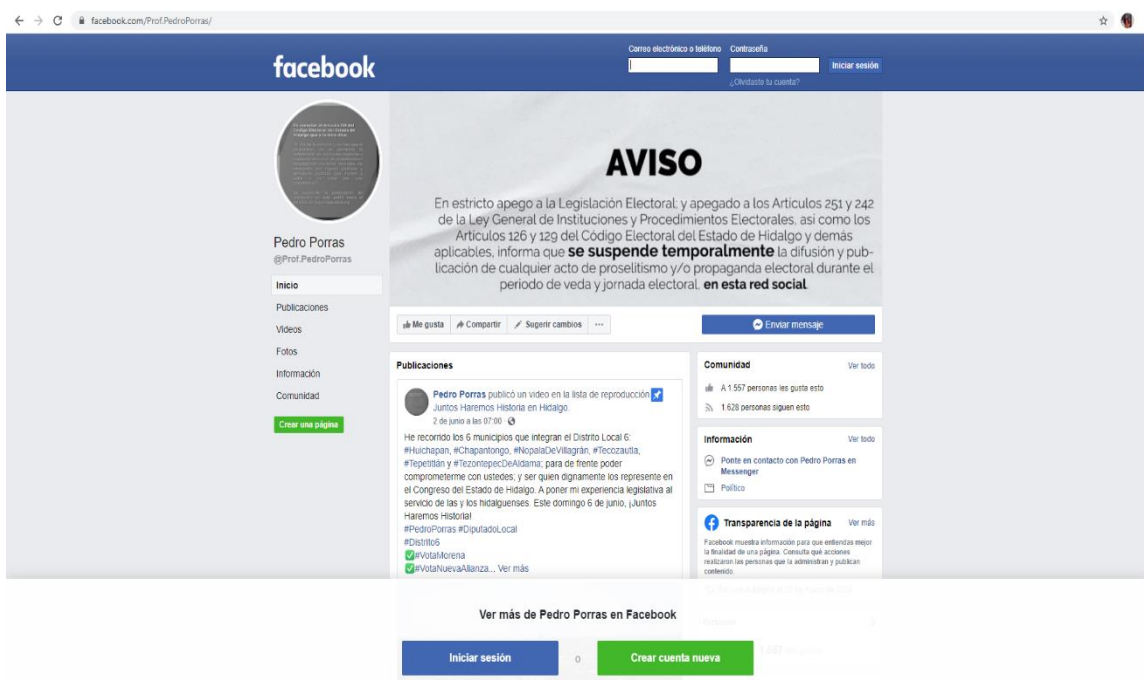 facebook.com/Prof.PedroPorras/
facebook
Correo electrónico o teléfono
Contraseña
Iniciar sesión
¿Olvidaste tu cuenta?
AVISO
En estricto apego a la Legislación Electoral; y apegado a los Artículos 251 y 242
de la Ley General de Instituciones y Procedimientos Electorales. así como los
Artículos 126 y 129 del Código Electoral del Estado de Hidalgo y demás
aplicables, informa que se suspende temporalmente la difusión y pub-
licación de cualquier acto de proselitismo y/o propaganda electoral durante el
periodo de veda y jornada electoral, en esta red social.
Pedro Porras
@Prof.PedroPorras
Inicio
Publicaciones
Videos
Fotos
Información
Comunidad
Crear una página
Me gusta
Compartir
Sugerir cambios
Enviar mensaje
Publicaciones
Pedro Porras publicó un video en la lista de reproducción
Juntos Haremos Historia en Hidalgo.
2 de junio a las 07:00
He recorrido los 6 municipios que integran el Distrito Local 6:
#Huichapan, #Chapantongo, #NopalaDeVillagrán, #Tecozautla,
#Tepetitlán y #TezontepecDeAldama; para de frente poder
comprometerme con ustedes; y ser quien dignamente los represente en
el Congreso del Estado de Hidalgo. A poner mi experiencia legislativa al
servicio de las y los hidalguenses. Este domingo 6 de junio, ¡Juntos
Haremos Historia!
#PedroPorras #DiputadoLocal
#Distrito6
✅#VotaMorena
✅#VotaNuevaAlianza... Ver más
Comunidad
Ver todo
A 1.557 personas les gusta esto
1.628 personas siguen esto
Información
Ver todo
Ponte en contacto con Pedro Porras en
Messenger
Político
Transparencia de la página
Ver más
Facebook muestra información para que entiendas mejor
la finalidad de una página. Consulta qué acciones
realizaron las personas que la administran y publican
contenido.
Ver más de Pedro Porras en Facebook
Iniciar sesión
o
Crear cuenta nueva